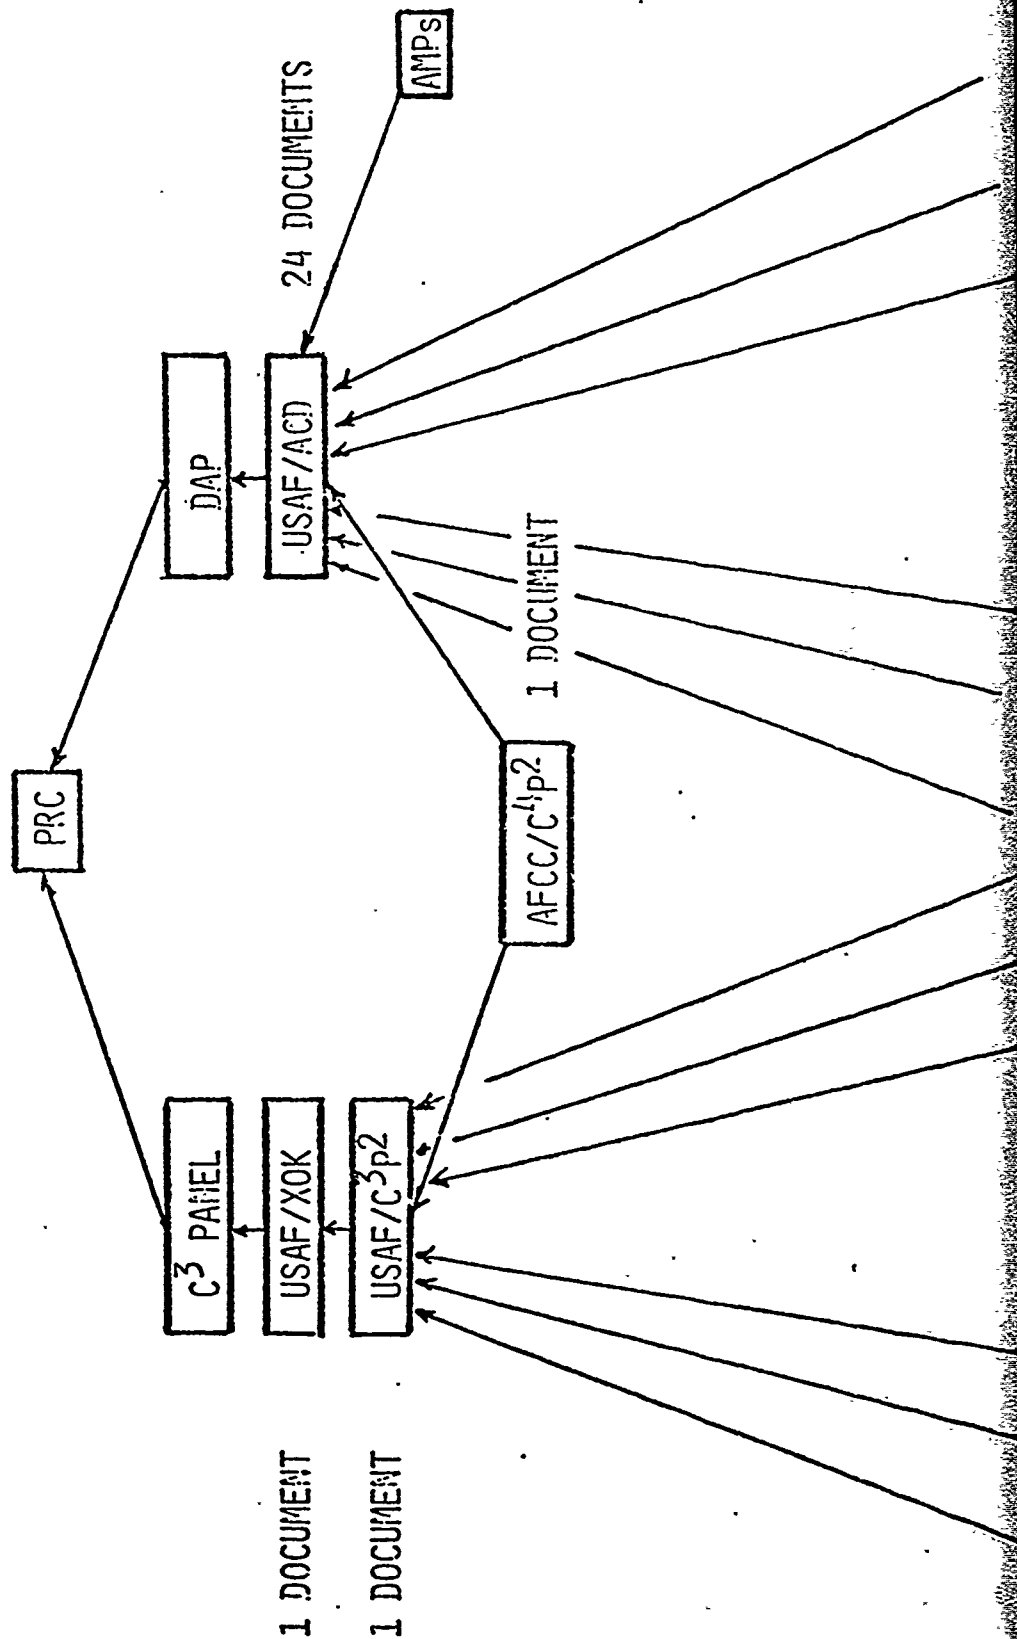 PRC
C³ PANEL
DAP
1 DOCUMENT
USAF/XOK
USAF/ACD
24 DOCUMENTS
1 DOCUMENT
USAF/C³P²
AMPs
AFCC/C⁴P²
1 DOCUMENT